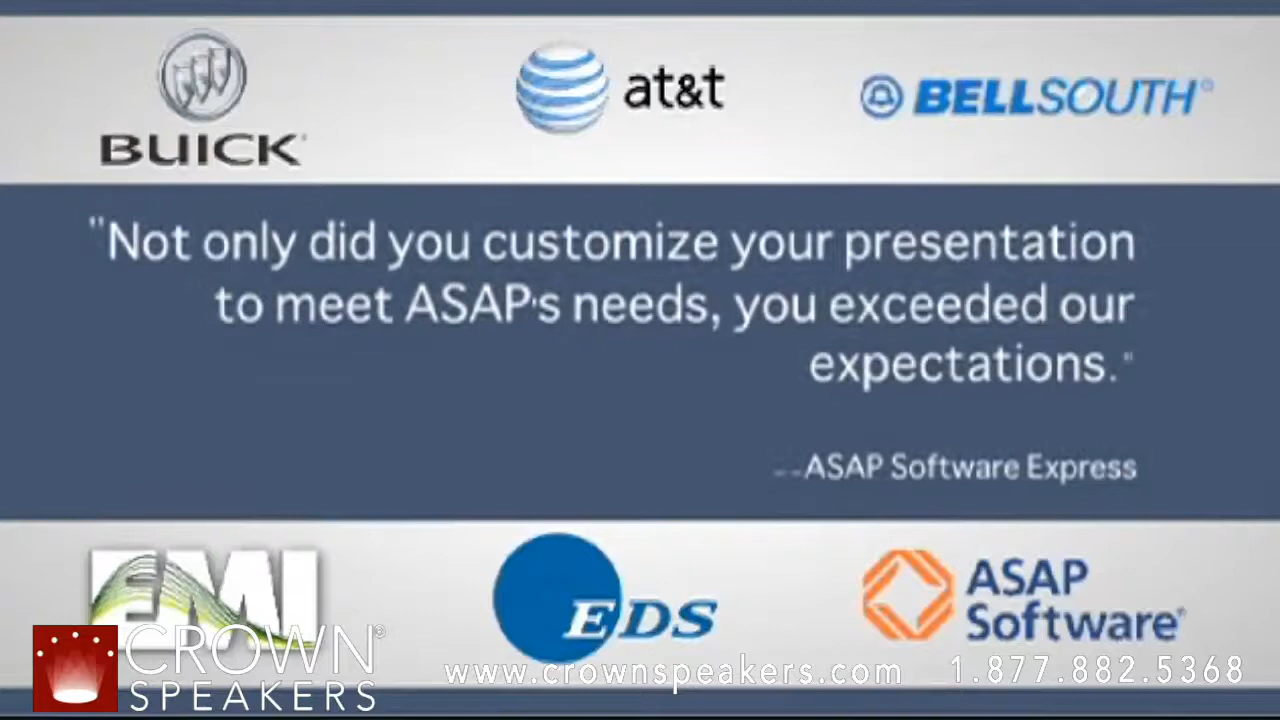 BUICK
at&t
BELLSOUTH®
"Not only did you customize your presentation
to meet ASAP's needs, you exceeded our
expectations."
--ASAP Software Express
EMI
EDS
ASAP
Software®
CROWN®
SPEAKERS
www.crownspeakers.com 1.877.882.5368